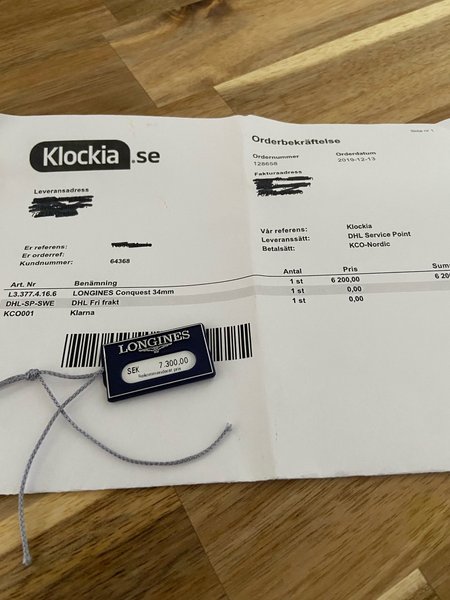 Sida nr. 1
Klockia.se
Orderbekräftelse
Ordernummer Orderdatum
128658 2019-12-13
Fakturaadress
Leveransadress
Vår referens: Klockia
Leveranssätt: DHL Service Point
Betalsätt: KCO-Nordic
Er referens:
Er orderref:
Kundnummer: 64368
Art. Nr Benämning Antal Pris Sum
L3.377.4.16.6 LONGINES Conquest 34mm 1 st 6 200,00 6 20
DHL-SP-SWE DHL Fri frakt 1 st 0,00
KCO001 Klarna 1 st 0,00
LONGINES
SEK 7.300,00
Rekommenderat pris